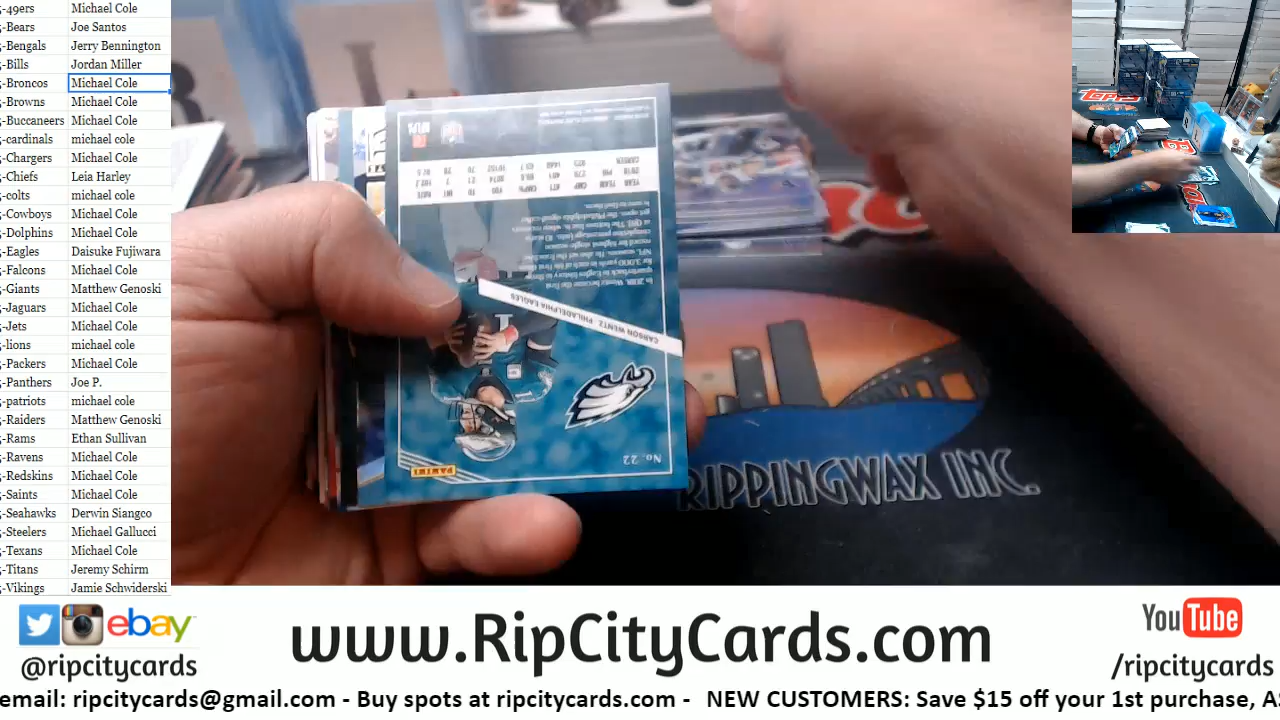 -49ers Michael Cole
-Bears Joe Santos
-Bengals Jerry Bennington
-Bills Jordan Miller
-Broncos Michael Cole
-Browns Michael Cole
-Buccaneers Michael Cole
-cardinals michael cole
-Chargers Michael Cole
-Chiefs Leia Harley
-colts michael cole
-Cowboys Michael Cole
-Dolphins Michael Cole
-Eagles Daisuke Fujiwara
-Falcons Michael Cole
-Giants Matthew Genoski
-Jaguars Michael Cole
-Jets Michael Cole
-lions michael cole
-Packers Michael Cole
-Panthers Joe P.
-patriots michael cole
-Raiders Matthew Genoski
-Rams Ethan Sullivan
-Ravens Michael Cole
-Redskins Michael Cole
-Saints Michael Cole
-Seahawks Derwin Siangco
-Steelers Michael Gallucci
-Texans Michael Cole
-Titans Jeremy Schirm
-Vikings Jamie Schwiderski
No. 22
PANINI
CARSON WENTZ PHILADELPHIA EAGLES
topps
RIPPINGWAX INC.
ebay
@ripcitycards
www.RipCityCards.com
YouTube
/ripcitycards
email: ripcitycards@gmail.com - Buy spots at ripcitycards.com - NEW CUSTOMERS: Save $15 off your 1st purchase,